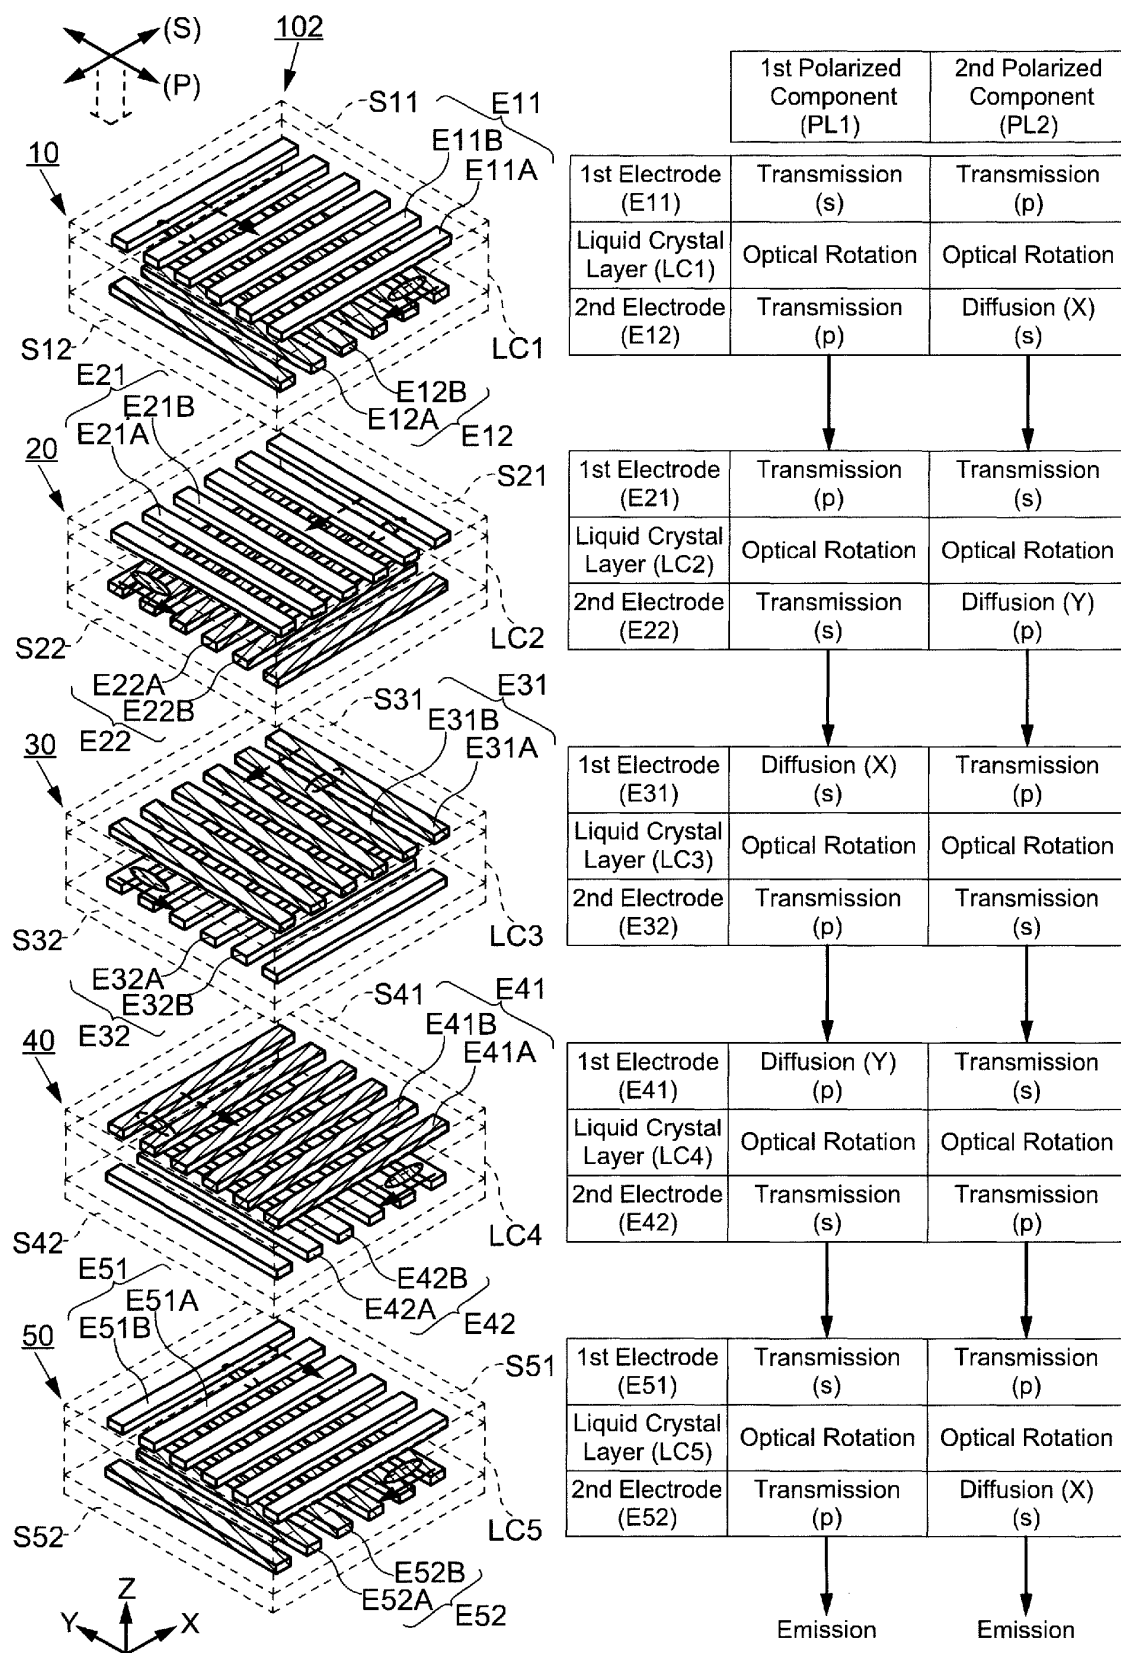 (S)
(P)
102
S11
E11
E11B
E11A
10
S12
LC1
E12B
E12A
E12
E21
E21B
E21A
20
S21
S22
LC2
E22A
E22B
E22
S31
E31
E31B
E31A
30
S32
LC3
E32A
E32B
E32
S41
E41
E41B
E41A
40
S42
LC4
E42B
E42A
E42
E51
E51A
E51B
50
S51
S52
LC5
E52B
E52A
E52
Z
Y
X
1st Polarized
Component
(PL1)
2nd Polarized
Component
(PL2)
1st Electrode
(E11)
Transmission
(s)
Transmission
(p)
Liquid Crystal
Layer (LC1)
Optical Rotation
Optical Rotation
2nd Electrode
(E12)
Transmission
(p)
Diffusion (X)
(s)
1st Electrode
(E21)
Transmission
(p)
Transmission
(s)
Liquid Crystal
Layer (LC2)
Optical Rotation
Optical Rotation
2nd Electrode
(E22)
Transmission
(s)
Diffusion (Y)
(p)
1st Electrode
(E31)
Diffusion (X)
(s)
Transmission
(p)
Liquid Crystal
Layer (LC3)
Optical Rotation
Optical Rotation
2nd Electrode
(E32)
Transmission
(p)
Transmission
(s)
1st Electrode
(E41)
Diffusion (Y)
(p)
Transmission
(s)
Liquid Crystal
Layer (LC4)
Optical Rotation
Optical Rotation
2nd Electrode
(E42)
Transmission
(s)
Transmission
(p)
1st Electrode
(E51)
Transmission
(s)
Transmission
(p)
Liquid Crystal
Layer (LC5)
Optical Rotation
Optical Rotation
2nd Electrode
(E52)
Transmission
(p)
Diffusion (X)
(s)
Emission
Emission